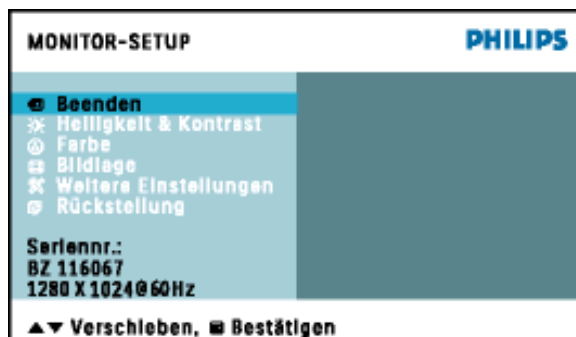 MONITOR-SETUP PHILIPS
Beenden
Helligkeit & Kontrast
Farbe
Bildlage
Weitere Einstellungen
Rückstellung
Seriennr.:
BZ 116067
1280 X 1024@60Hz
▲▼ Verschieben, Bestätigen